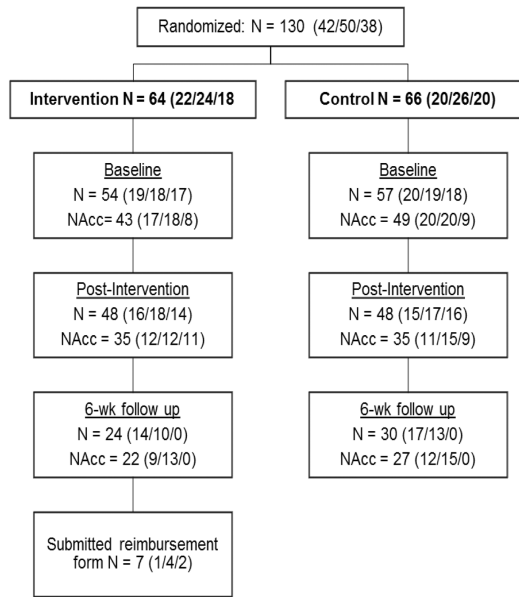 Randomized: N = 130 (42/50/38)
Intervention N = 64 (22/24/18
Control N = 66 (20/26/20)
Baseline
N = 54 (19/18/17)
NAcc= 43 (17/18/8)
Baseline
N = 57 (20/19/18)
NAcc = 49 (20/20/9)
Post-Intervention
N = 48 (16/18/14)
NAcc = 35 (12/12/11)
Post-Intervention
N = 48 (15/17/16)
NAcc = 35 (11/15/9)
6-wk follow up
N = 24 (14/10/0)
NAcc = 22 (9/13/0)
6-wk follow up
N = 30 (17/13/0)
NAcc = 27 (12/15/0)
Submitted reimbursement
form N = 7 (1/4/2)